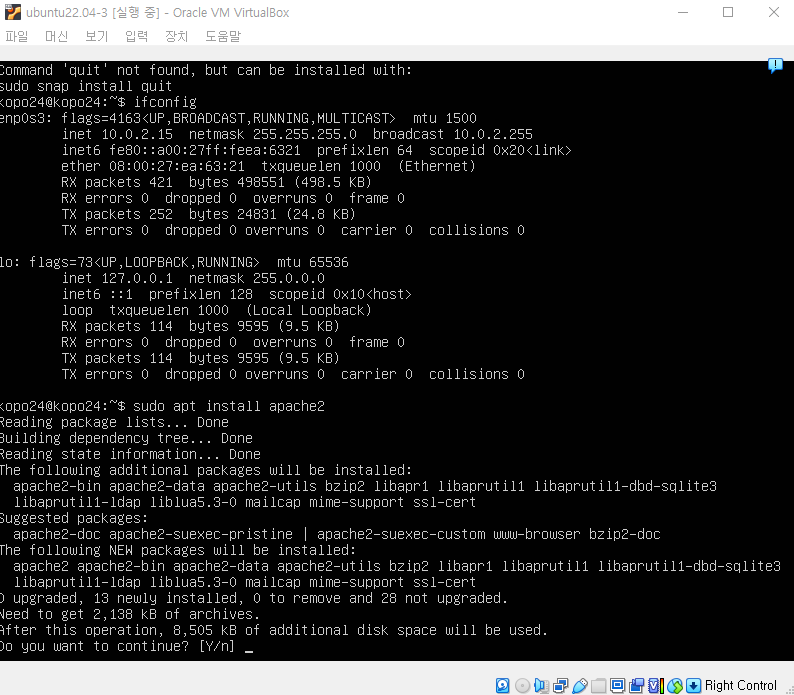 ubuntu22.04-3 [실행 중] - Oracle VM VirtualBox
파일 머신 보기 입력 장치 도움말
Command 'quit' not found, but can be installed with:
sudo snap install quit
kopo24@kopo24:~$ ifconfig
enp0s3: flags=4163<UP,BROADCAST,RUNNING,MULTICAST>  mtu 1500
        inet 10.0.2.15  netmask 255.255.255.0  broadcast 10.0.2.255
        inet6 fe80::a00:27ff:feea:6321  prefixlen 64  scopeid 0x20<link>
        ether 08:00:27:ea:63:21  txqueuelen 1000  (Ethernet)
        RX packets 421  bytes 498551 (498.5 KB)
        RX errors 0  dropped 0  overruns 0  frame 0
        TX packets 252  bytes 24831 (24.8 KB)
        TX errors 0  dropped 0 overruns 0  carrier 0  collisions 0
lo: flags=73<UP,LOOPBACK,RUNNING>  mtu 65536
        inet 127.0.0.1  netmask 255.0.0.0
        inet6 ::1  prefixlen 128  scopeid 0x10<host>
        loop  txqueuelen 1000  (Local Loopback)
        RX packets 114  bytes 9595 (9.5 KB)
        RX errors 0  dropped 0  overruns 0  frame 0
        TX packets 114  bytes 9595 (9.5 KB)
        TX errors 0  dropped 0 overruns 0  carrier 0  collisions 0
kopo24@kopo24:~$ sudo apt install apache2
Reading package lists... Done
Building dependency tree... Done
Reading state information... Done
The following additional packages will be installed:
  apache2-bin apache2-data apache2-utils bzip2 libapr1 libaprutil1 libaprutil1-dbd-sqlite3
  libaprutil1-ldap liblua5.3-0 mailcap mime-support ssl-cert
Suggested packages:
  apache2-doc apache2-suexec-pristine | apache2-suexec-custom www-browser bzip2-doc
The following NEW packages will be installed:
  apache2 apache2-bin apache2-data apache2-utils bzip2 libapr1 libaprutil1 libaprutil1-dbd-sqlite3
  libaprutil1-ldap liblua5.3-0 mailcap mime-support ssl-cert
0 upgraded, 13 newly installed, 0 to remove and 28 not upgraded.
Need to get 2,138 kB of archives.
After this operation, 8,505 kB of additional disk space will be used.
Do you want to continue? [Y/n] _
Right Control